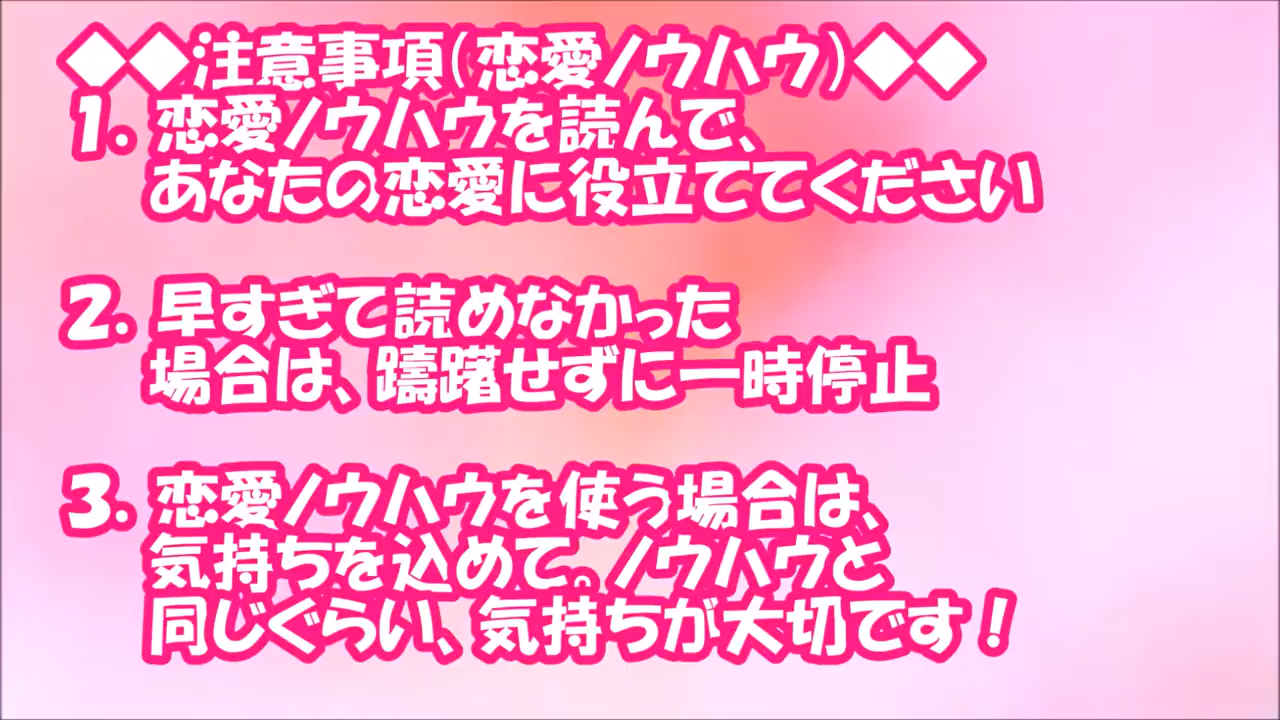 ◆◆注意事項(恋愛ノウハウ)◆◆
1. 恋愛ノウハウを読んで、
あなたの恋愛に役立ててください
2. 早すぎて読めなかった
場合は、躊躇せずに一時停止
3. 恋愛ノウハウを使う場合は、
気持ちを込めて。ノウハウと
同じぐらい、気持ちが大切です!